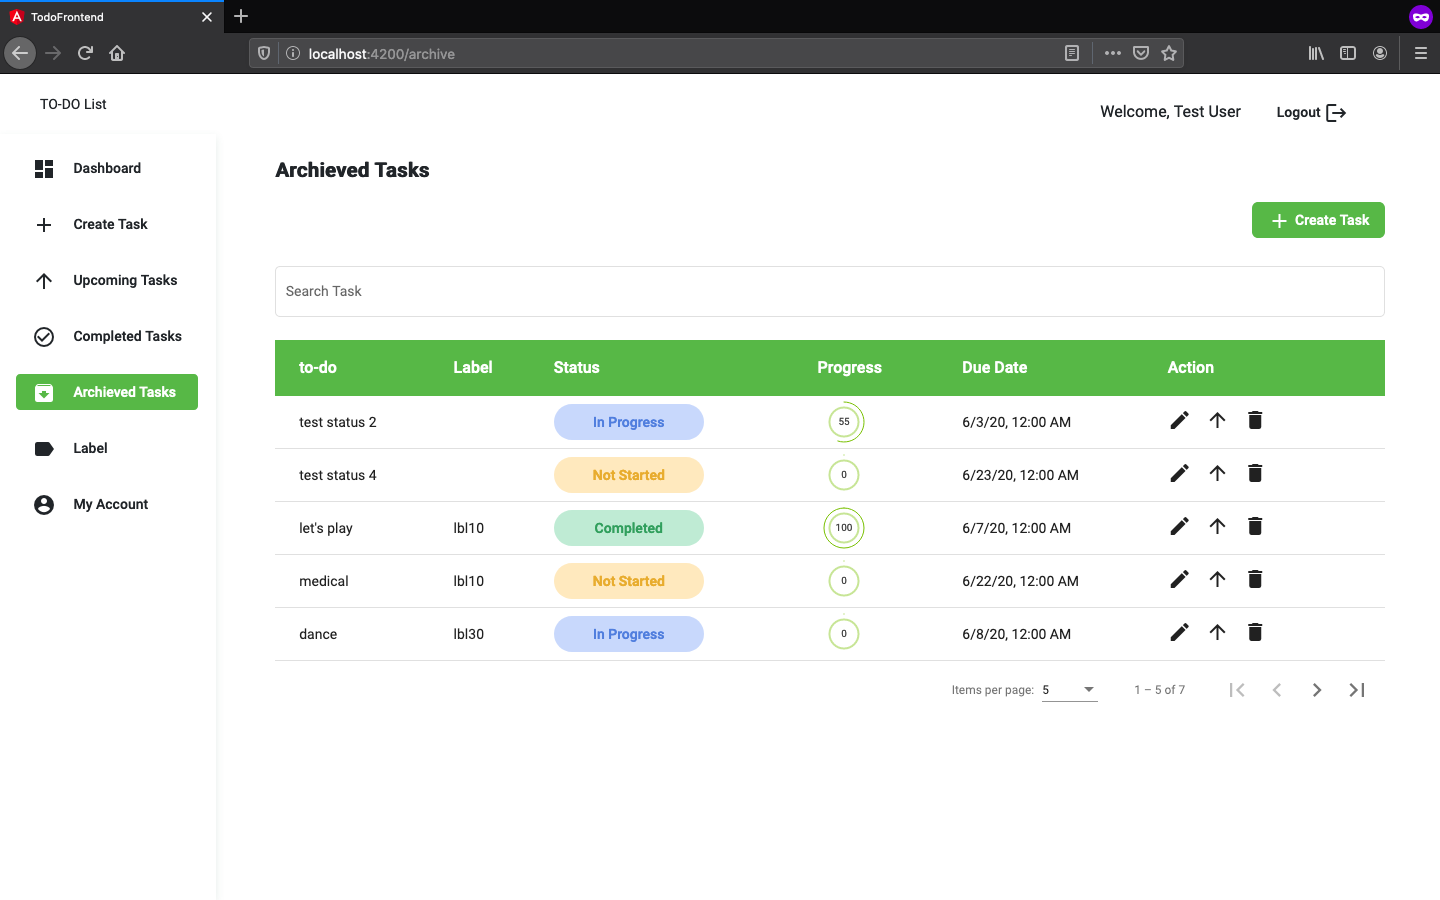 TodoFrontend
localhost:4200/archive
TO-DO List
Welcome, Test User
Logout
Dashboard
Create Task
Upcoming Tasks
Completed Tasks
Archieved Tasks
Label
My Account
Archieved Tasks
Create Task
Search Task
to-do Label Status Progress Due Date Action
test status 2 In Progress 55 6/3/20, 12:00 AM
test status 4 Not Started 0 6/23/20, 12:00 AM
let's play lbl10 Completed 100 6/7/20, 12:00 AM
medical lbl10 Not Started 0 6/22/20, 12:00 AM
dance lbl30 In Progress 0 6/8/20, 12:00 AM
Items per page: 5 1 – 5 of 7